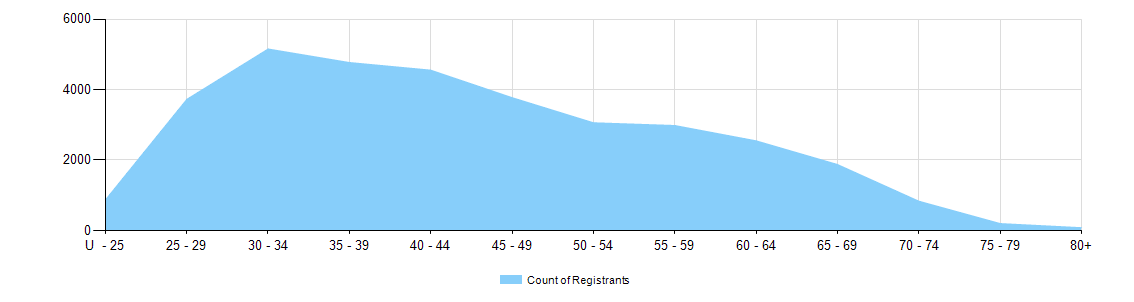 6000
4000
2000
0
U - 25 25 - 29 30 - 34 35 - 39 40 - 44 45 - 49 50 - 54 55 - 59 60 - 64 65 - 69 70 - 74 75 - 79 80+
Count of Registrants